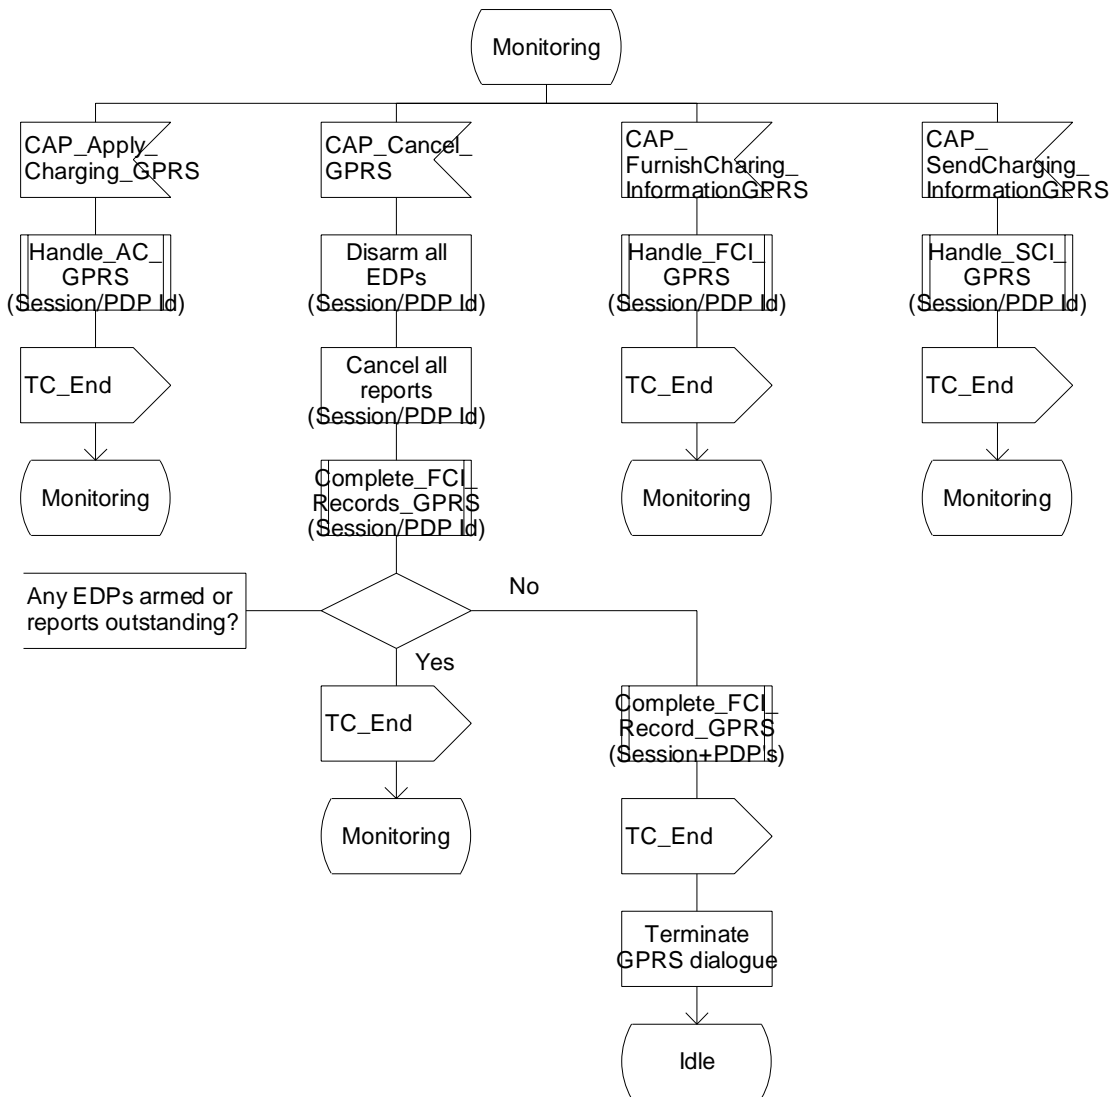 Monitoring
CAP_Apply_
Charging_GPRS
CAP_Cancel_
GPRS
CAP_
FurnishCharing_
InformationGPRS
CAP_
SendCharging_
InformationGPRS
Handle_AC_
GPRS
(Session/PDP Id)
Disarm all
EDPs
(Session/PDP Id)
Handle_FCI_
GPRS
(Session/PDP Id)
Handle_SCI_
GPRS
(Session/PDP Id)
TC_End
Cancel all
reports
(Session/PDP Id)
TC_End
TC_End
Monitoring
Complete_FCI_
Records_GPRS
(Session/PDP Id)
Monitoring
Monitoring
Any EDPs armed or
reports outstanding?
No
Yes
TC_End
Complete_FCI_
Record_GPRS
(Session+PDP's)
Monitoring
TC_End
Terminate
GPRS dialogue
Idle